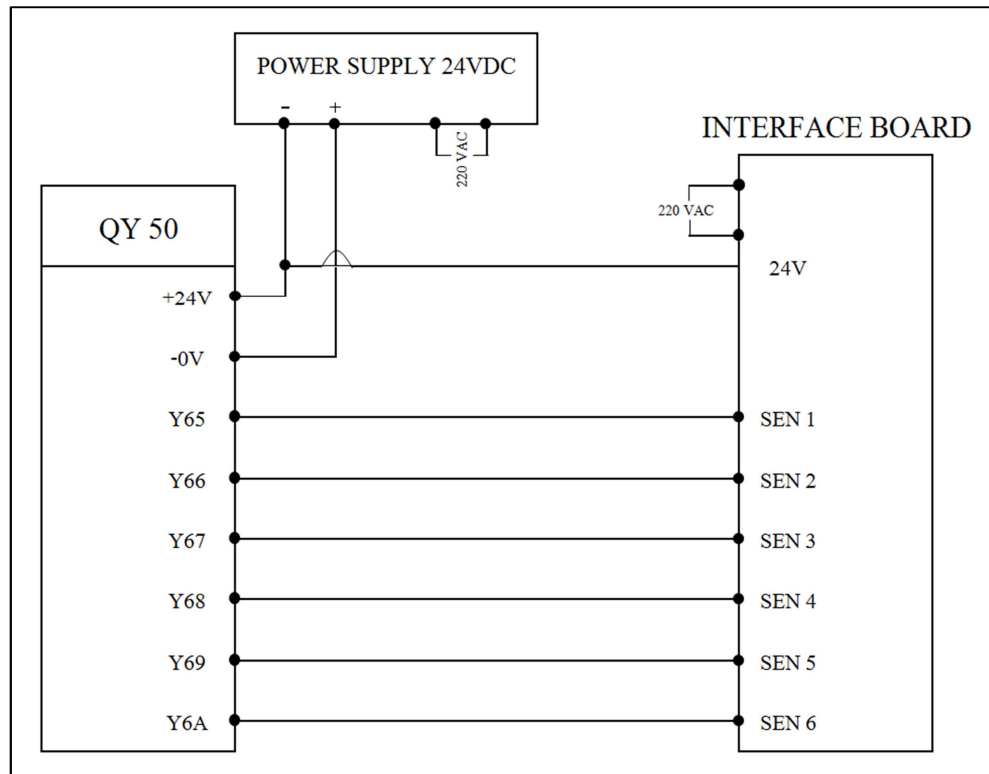 POWER SUPPLY 24VDC
- +
220 VAC
INTERFACE BOARD
220 VAC
24V
QY 50
+24V
-0V
Y65 SEN 1
Y66 SEN 2
Y67 SEN 3
Y68 SEN 4
Y69 SEN 5
Y6A SEN 6